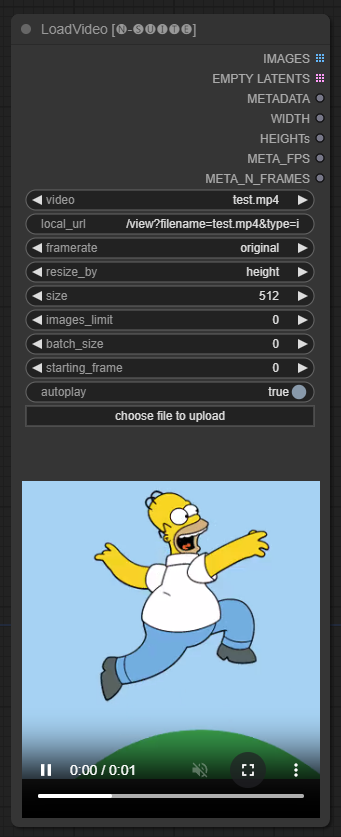 LoadVideo [🅝-🅢🅤🅘🅣🅔]
IMAGES
EMPTY LATENTS
METADATA
WIDTH
HEIGHTs
META_FPS
META_N_FRAMES
video test.mp4
local_url /view?filename=test.mp4&type=i
framerate original
resize_by height
size 512
images_limit 0
batch_size 0
starting_frame 0
autoplay true
choose file to upload
0:00 / 0:01